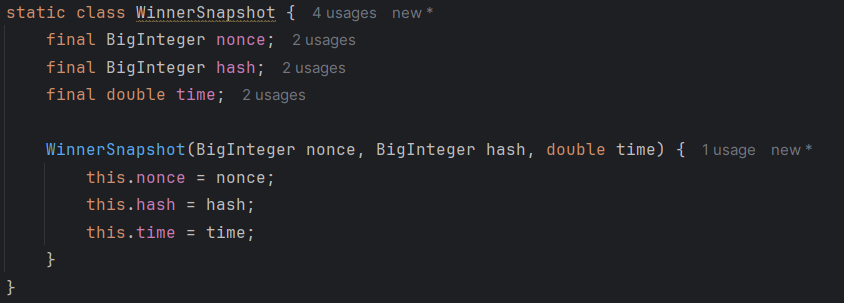 static class WinnerSnapshot { 4 usages new *
    final BigInteger nonce; 2 usages
    final BigInteger hash; 2 usages
    final double time; 2 usages

    WinnerSnapshot(BigInteger nonce, BigInteger hash, double time) { 1 usage new *
        this.nonce = nonce;
        this.hash = hash;
        this.time = time;
    }
}